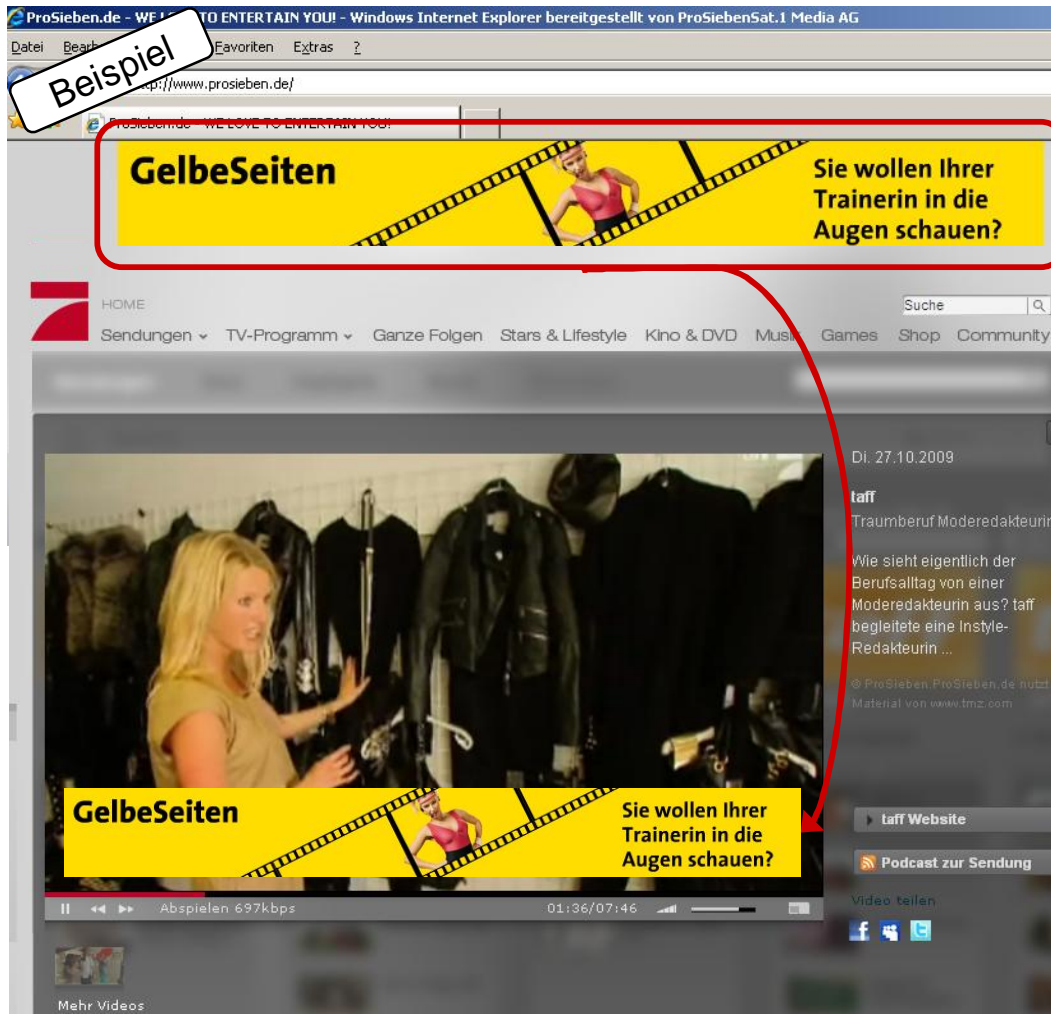 ProSieben.de - WE LOVE TO ENTERTAIN YOU! - Windows Internet Explorer bereitgestellt von ProSiebenSat.1 Media AG
Datei Favoriten Extras ?
Beispiel
http://www.prosieben.de/
ProSieben.de - WE LOVE TO ENTERTAIN YOU!
GelbeSeiten
Sie wollen Ihrer
Trainerin in die
Augen schauen?
HOME
Suche
Sendungen TV-Programm Ganze Folgen Stars & Lifestyle Kino & DVD Musik Games Shop Community
Di. 27.10.2009
taff
Traumberuf Moderedakteurin
Wie sieht eigentlich der
Berufsalltag von einer
Moderedakteurin aus? taff
begleitete eine Instyle-
Redakteurin ...
© ProSieben ProSieben.de nutzt
Material von www.tmz.com
GelbeSeiten
Sie wollen Ihrer
Trainerin in die
Augen schauen?
taff Website
Podcast zur Sendung
Video teilen
Abspielen 697kbps 01:36/07:46
Mehr Videos